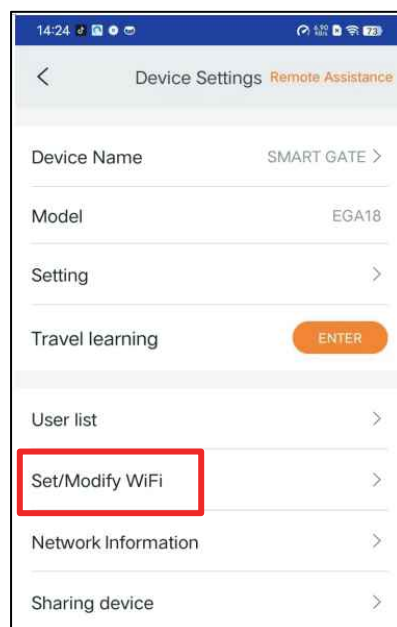 14:24
73
Device Settings Remote Assistance
Device Name SMART GATE >
Model EGA18
Setting >
Travel learning ENTER
User list >
Set/Modify WiFi >
Network Information >
Sharing device >